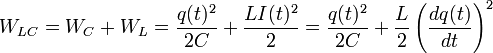 W_{LC} = W_C + W_L = \frac{q(t)^2}{2C} + \frac{LI(t)^2}{2} = \frac{q(t)^2}{2C} + \frac{L}{2} \left( \frac{dq(t)}{dt} \right)^2